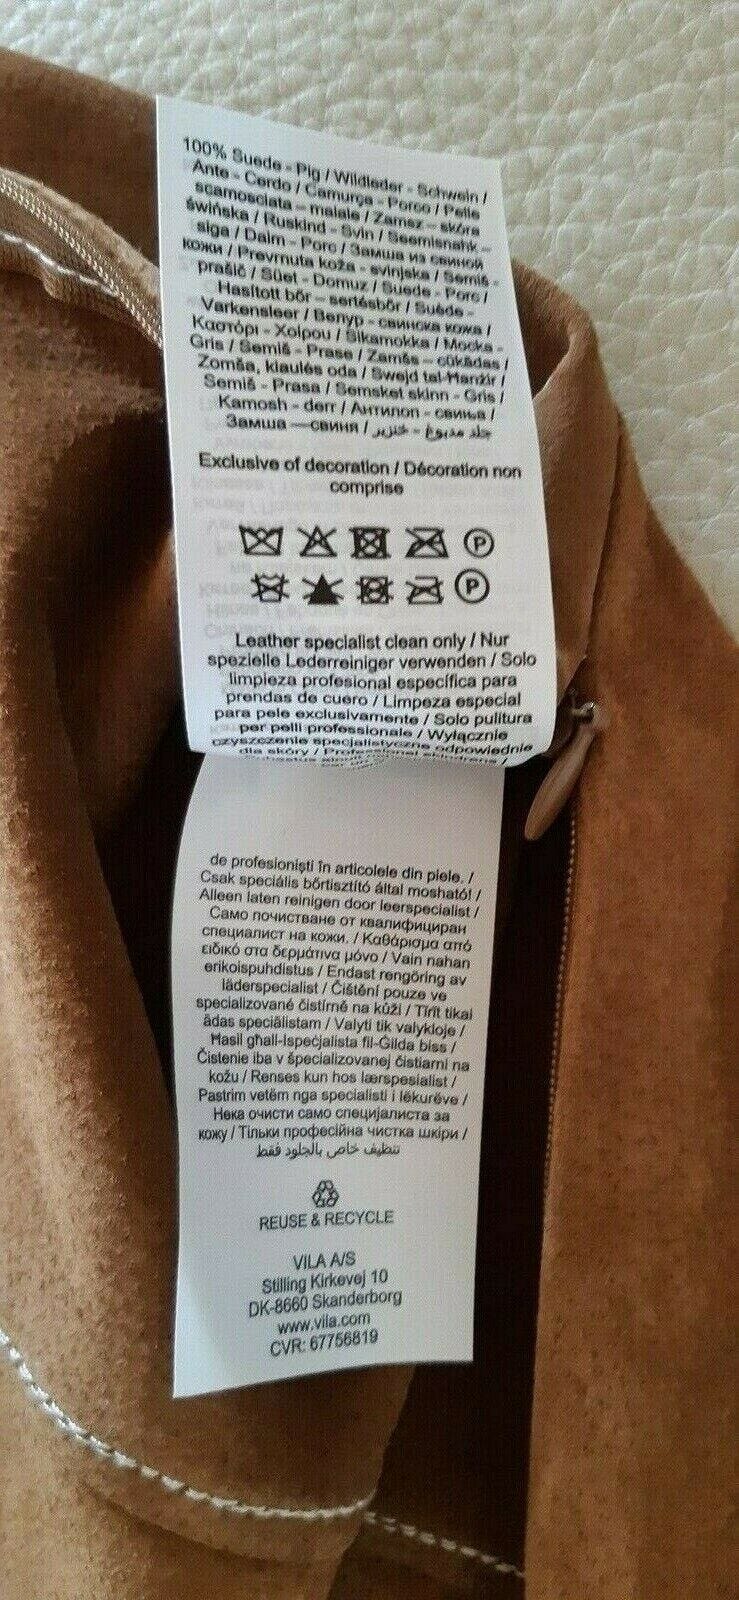 100% Suede - Pig / Wildleder - Schwein /
Ante - Cerdo / Camurça - Porco / Pelle
scamosciata – maiale / Zamsz – skóra
świńska / Ruskind - Svin / Seemisnahk –
siga / Daim - Porc / Замша из свиной
кожи / Prevrnuta koža - svinjska / Semiš -
prašič / Süet - Domuz / Suede - Porc /
Hasított bőr – sertésbőr / Suède -
Varkensleer / Велур - свинска кожа /
Καστόρι - Χοίρου / Sikamokka / Mocka -
Gris / Semiš - Prase / Zamšs – cūkādas /
Zomša, kiaulės oda / Swejd tal-Ħanżir /
Semiš - Prasa / Semsket skinn - Gris /
Kamosh - derr / Антилоп - свиња /
Замша —свиня / جلد مدبوغ - خنزير
Exclusive of decoration / Décoration non
comprise
P
P
Leather specialist clean only / Nur
spezielle Lederreiniger verwenden / Solo
limpieza profesional específica para
prendas de cuero / Limpeza especial
para pele exclusivamente / Solo pulitura
per pelli professionale / Wyłącznie
czyszczenie specjalistyczne odpowiednie
dla skóry / Professionel skindrens /
de profesioniști în articolele din piele. /
Csak speciális bőrtisztító által mosható! /
Alleen laten reinigen door leerspecialist /
Само почистване от квалифициран
специалист на кожи. / Καθάρισμα από
ειδικό στα δερμάτινα μόνο / Vain nahan
erikoispuhdistus / Endast rengöring av
läderspecialist / Čištění pouze ve
specializované čistírně na kůži / Tīrīt tikai
ādas speciālistam / Valyti tik valykloje /
Ħasil għall-Ispeċjalista fil-Ġilda biss /
Čistenie iba v špecializovanej čistiarni na
kožu / Renses kun hos lærspesialist /
Pastrim vetëm nga specialisti i lëkurëve /
Нека очисти само специјалиста за
кожу / Тільки професійна чистка шкіри /
تنظيف خاص بالجلود فقط
REUSE & RECYCLE
VILA A/S
Stilling Kirkevej 10
DK-8660 Skanderborg
www.vila.com
CVR: 67756819